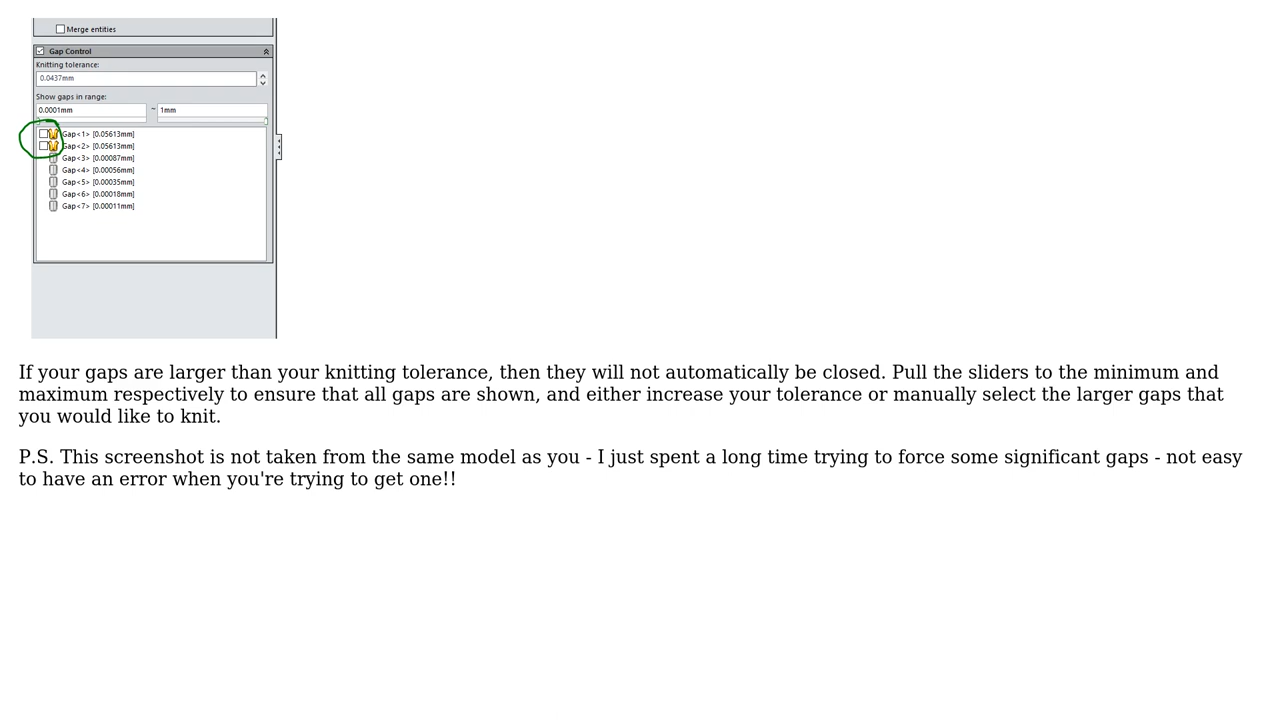 Merge entities
Gap Control
Knitting tolerance:
0.0437mm
Show gaps in range:
0.0001mm ~ 1mm
Gap<1> [0.05613mm]
Gap<2> [0.05613mm]
Gap<3> [0.00087mm]
Gap<4> [0.00056mm]
Gap<5> [0.00035mm]
Gap<6> [0.00018mm]
Gap<7> [0.00011mm]
If your gaps are larger than your knitting tolerance, then they will not automatically be closed. Pull the sliders to the minimum and
maximum respectively to ensure that all gaps are shown, and either increase your tolerance or manually select the larger gaps that
you would like to knit.
P.S. This screenshot is not taken from the same model as you - I just spent a long time trying to force some significant gaps - not easy
to have an error when you're trying to get one!!